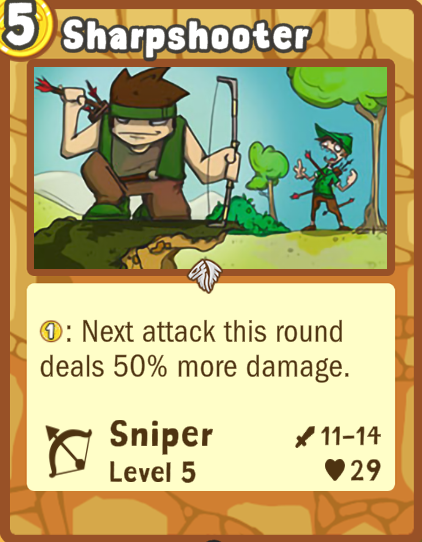 5 Sharpshooter
1: Next attack this round
deals 50% more damage.
Sniper 11–14
Level 5 29